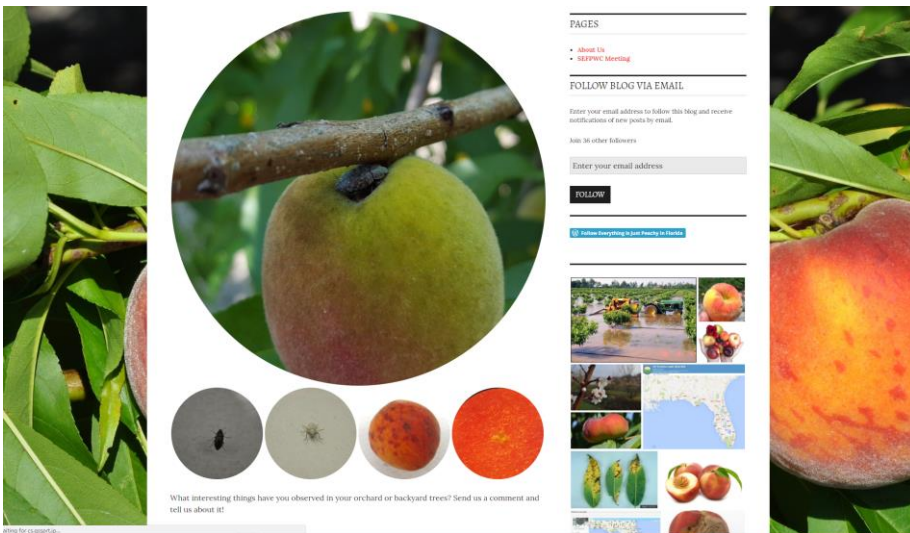 PAGES
About Us
SEFPWC Meeting
FOLLOW BLOG VIA EMAIL
Enter your email address to follow this blog and receive
notifications of new posts by email.
Join 36 other followers
Enter your email address
FOLLOW
Follow Everything is Just Peachy in Florida
What interesting things have you observed in your orchard or backyard trees? Send us a comment and
tell us about it!